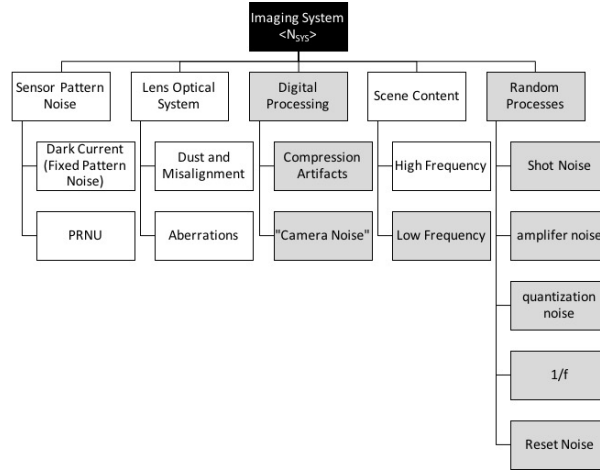 Imaging System
<N_SYS>
Sensor Pattern
Noise
Lens Optical
System
Digital
Processing
Scene Content
Random
Processes
Dark Current
(Fixed Pattern
Noise)
PRNU
Dust and
Misalignment
Aberrations
Compression
Artifacts
"Camera Noise"
High Frequency
Low Frequency
Shot Noise
amplifer noise
quantization
noise
1/f
Reset Noise